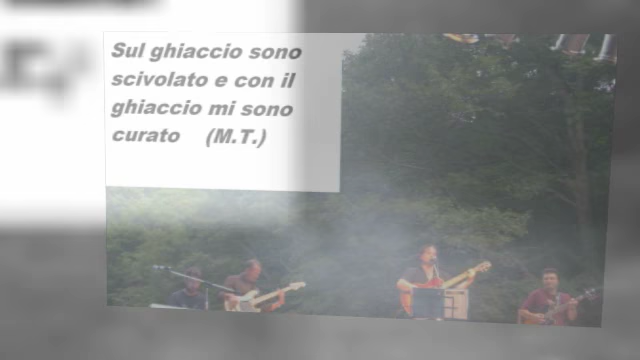 Sul ghiaccio sono
scivolato e con il
ghiaccio mi sono
curato (M.T.)